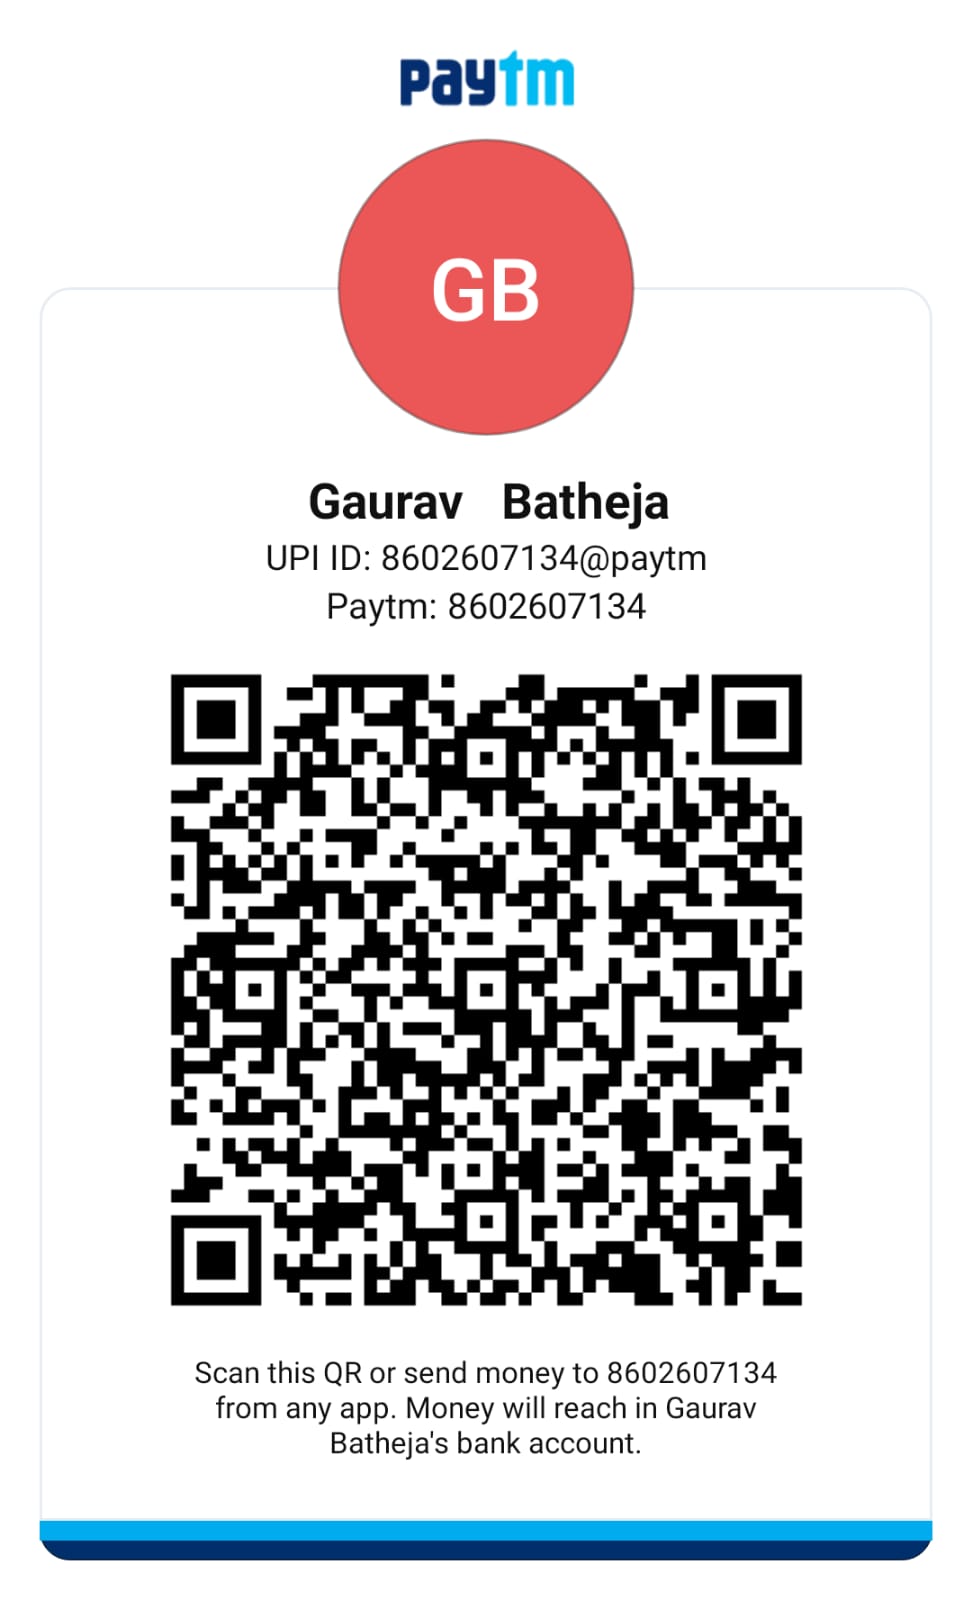 paytm
GB
Gaurav Batheja
UPI ID: 8602607134@paytm
Paytm: 8602607134
Scan this QR or send money to 8602607134
from any app. Money will reach in Gaurav
Batheja's bank account.